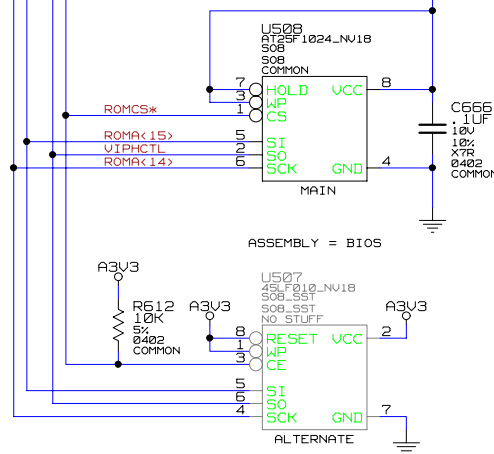 U508
AT25F1024_NV18
SO8
SO8
COMMON
7 HOLD VCC 8
3 WP
ROMCS* 1 CS
ROMA<15> 5 SI
VIPHCTL 2 SO
ROMA<14> 6 SCK GND 4
MAIN
C666
.1UF
10V
10%
X7R
0402
COMMON
ASSEMBLY = BIOS
A3V3
R612
10K
5%
0402
COMMON
A3V3
U507
45LF010_NV18
SO8_SST
SO8_SST
NO STUFF
A3V3
8 RESET VCC 2
1 WP
3 CE
5 SI
6 SO
4 SCK GND 7
ALTERNATE